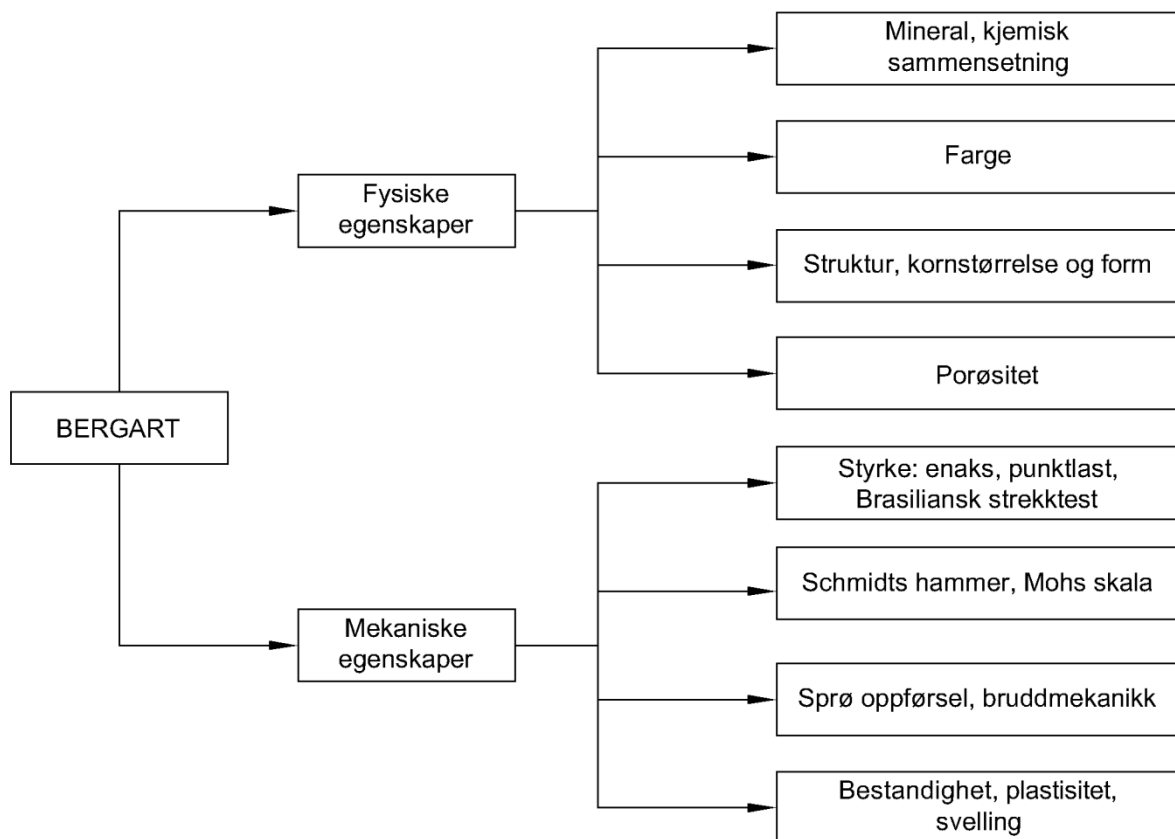 BERGART
Fysiske
egenskaper
Mineral, kjemisk
sammensetning
Farge
Struktur, kornstørrelse og form
Porøsitet
Mekaniske
egenskaper
Styrke: enaks, punktlast,
Brasiliansk strekktest
Schmidts hammer, Mohs skala
Sprø oppførsel, bruddmekanikk
Bestandighet, plastisitet,
svelling